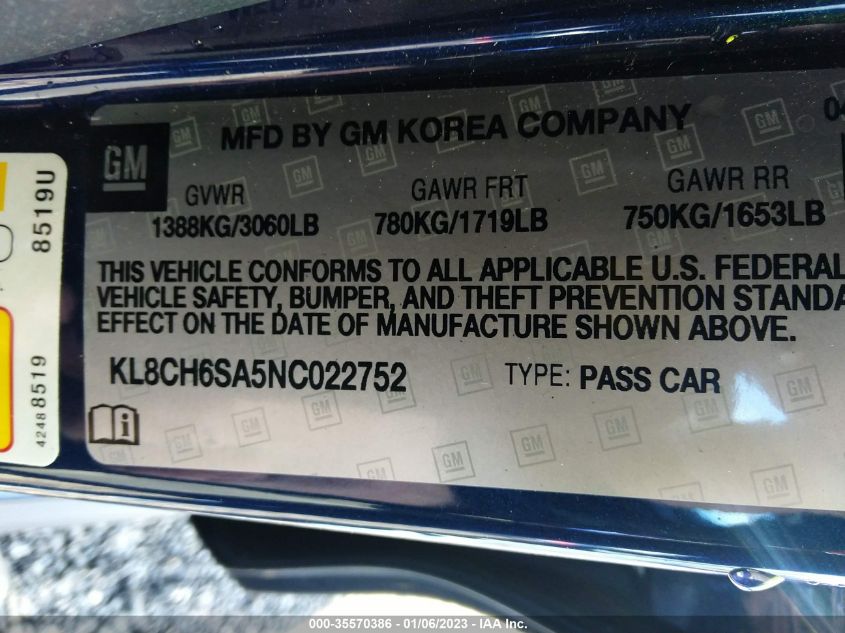 MFD BY GM KOREA COMPANY 04
GM
GVWR GAWR FRT GAWR RR
1388KG/3060LB 780KG/1719LB 750KG/1653LB
THIS VEHICLE CONFORMS TO ALL APPLICABLE U.S. FEDERAL
VEHICLE SAFETY, BUMPER, AND THEFT PREVENTION STANDA
EFFECT ON THE DATE OF MANUFACTURE SHOWN ABOVE.
KL8CH6SA5NC022752 TYPE: PASS CAR
8519U
42488519
000-35570386 - 01/06/2023 - IAA Inc.